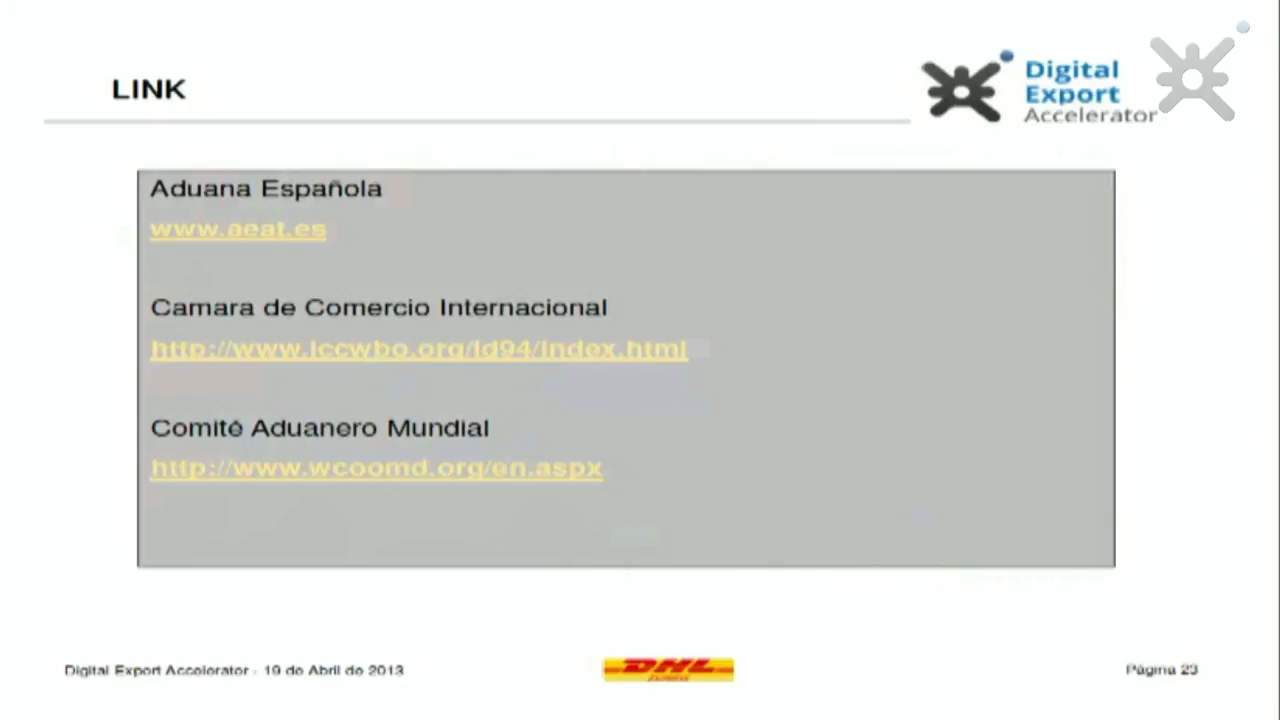 LINK
Digital
Export
Accelerator
Aduana Española
www.aeat.es
Camara de Comercio Internacional
http://www.iccwbo.org/id94/index.html
Comité Aduanero Mundial
http://www.wcoomd.org/en.aspx
Digital Export Accelerator - 19 de Abril de 2013
DHL
EXPRESS
Página 23